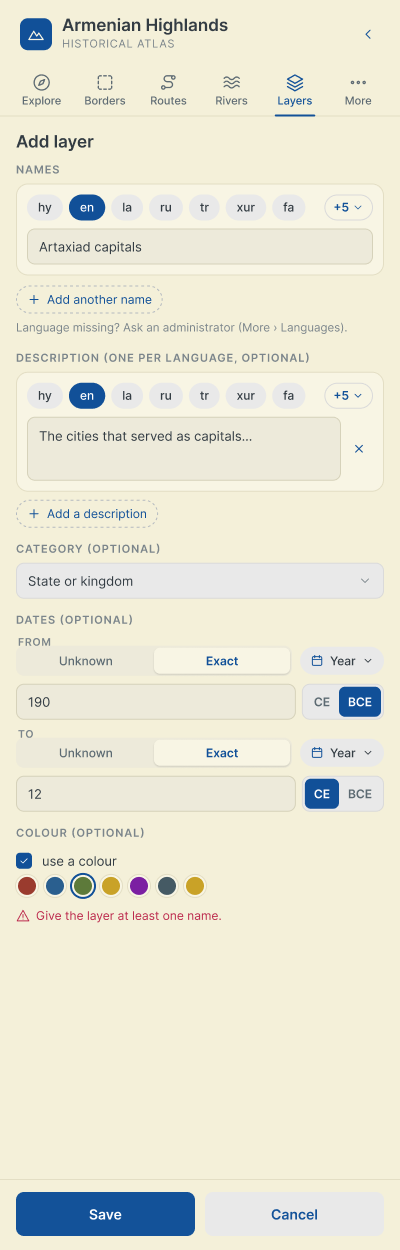 Armenian Highlands
HISTORICAL ATLAS
Explore Borders Routes Rivers Layers More
Add layer
NAMES
hy en la ru tr xur fa +5
Artaxiad capitals
+ Add another name
Language missing? Ask an administrator (More › Languages).
DESCRIPTION (ONE PER LANGUAGE, OPTIONAL)
hy en la ru tr xur fa +5
The cities that served as capitals...
+ Add a description
CATEGORY (OPTIONAL)
State or kingdom
DATES (OPTIONAL)
FROM
Unknown Exact Year
190 CE BCE
TO
Unknown Exact Year
12 CE BCE
COLOUR (OPTIONAL)
use a colour
Give the layer at least one name.
Save Cancel